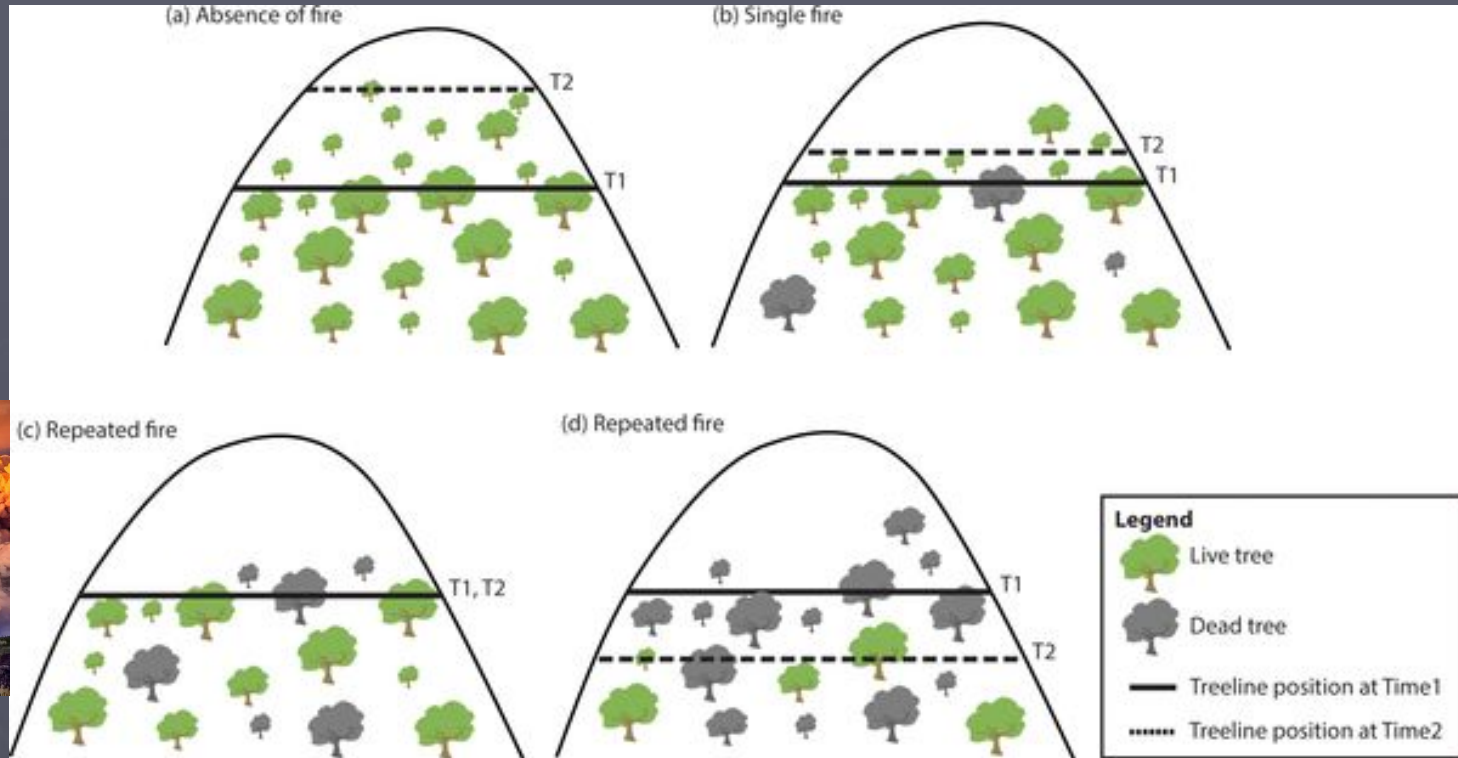 (a) Absence of fire
T2
T1
(b) Single fire
T2
T1
(c) Repeated fire
T1, T2
(d) Repeated fire
T1
T2
Legend
Live tree
Dead tree
Treeline position at Time1
Treeline position at Time2